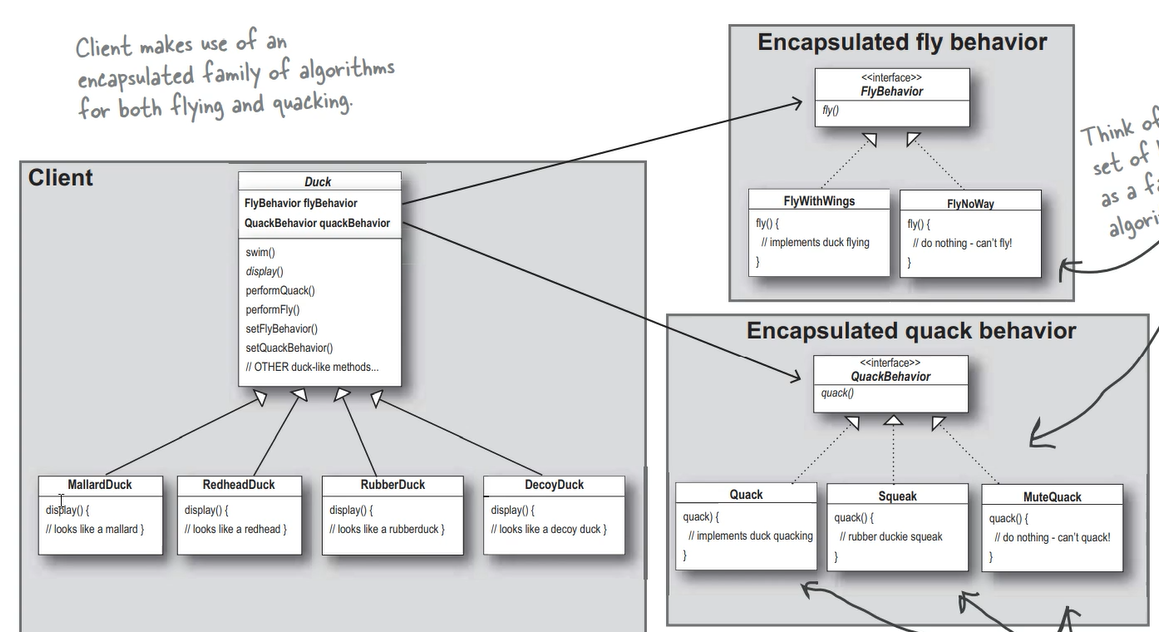 Client makes use of an
encapsulated family of algorithms
for both flying and quacking.
Client
Duck
FlyBehavior flyBehavior
QuackBehavior quackBehavior
swim()
display()
performQuack()
performFly()
setFlyBehavior()
setQuackBehavior()
// OTHER duck-like methods...
MallardDuck
display() {
// looks like a mallard }
RedheadDuck
display() {
// looks like a redhead }
RubberDuck
display() {
// looks like a rubberduck }
DecoyDuck
display() {
// looks like a decoy duck }
Encapsulated fly behavior
<<interface>>
FlyBehavior
fly()
FlyWithWings
fly() {
// implements duck flying
}
FlyNoWay
fly() {
// do nothing - can't fly!
}
Think of
set of
as a
Encapsulated quack behavior
<<interface>>
QuackBehavior
quack()
Quack
quack) {
// implements duck quacking
}
Squeak
quack() {
// rubber duckie squeak
}
MuteQuack
quack() {
// do nothing - can't quack!
}